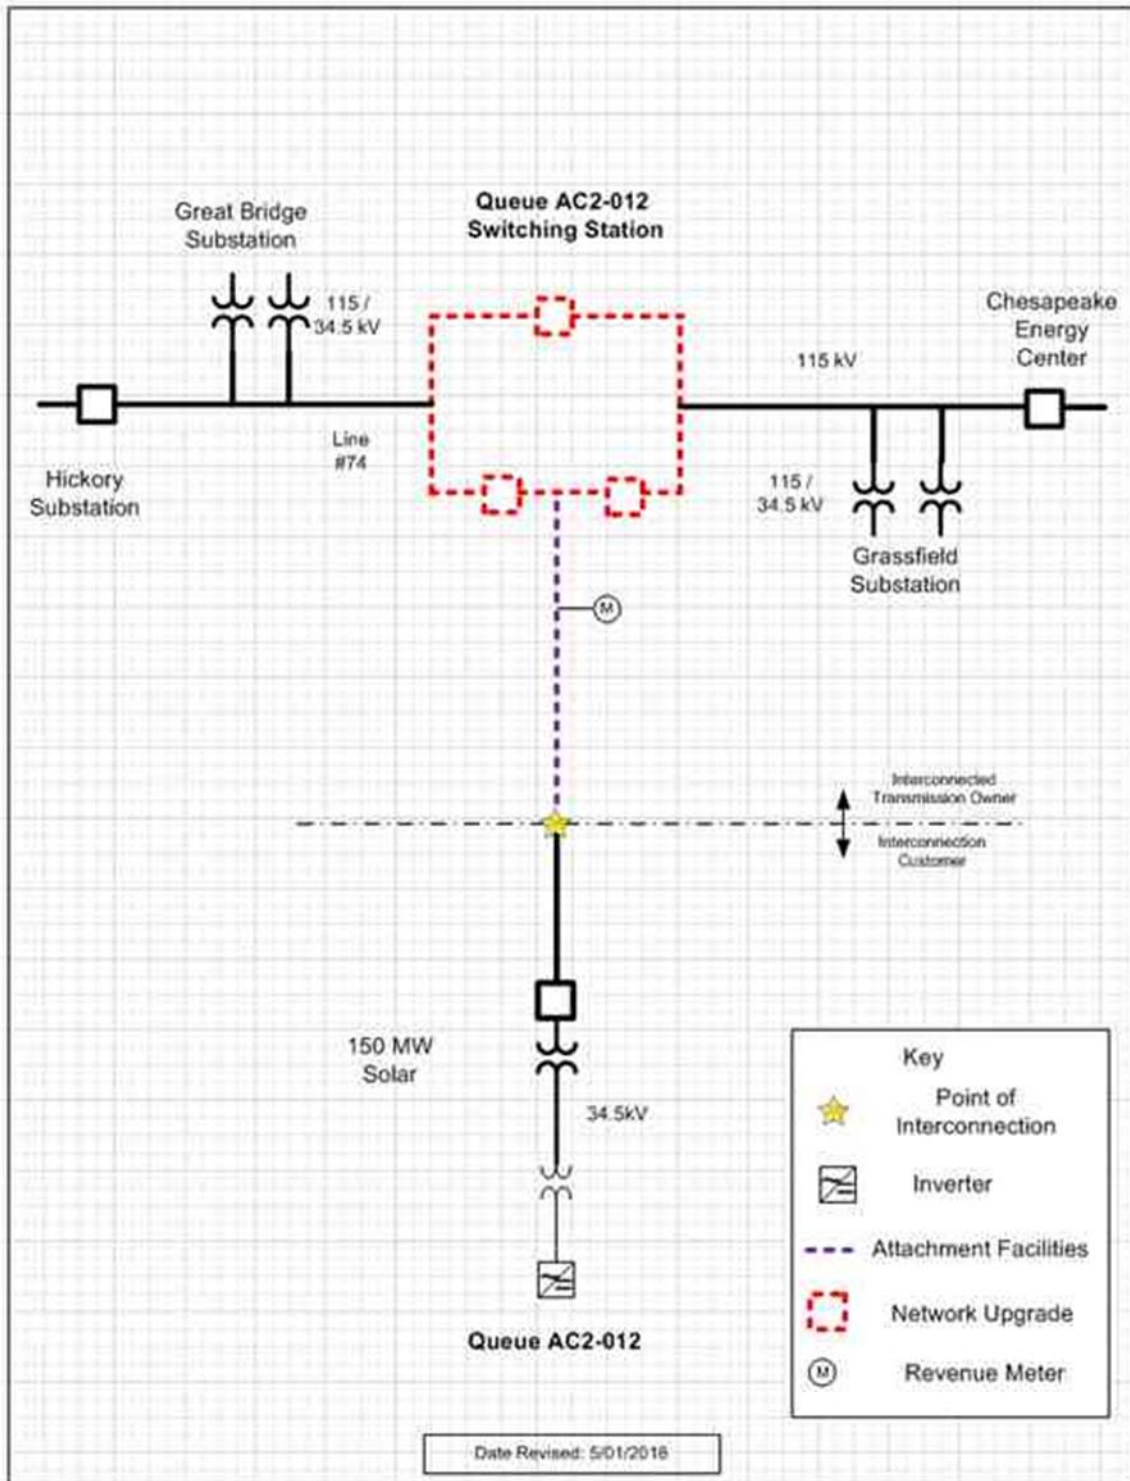 Queue AC2-012
Switching Station
Great Bridge
Substation
115 /
34.5 kV
Chesapeake
Energy
Center
115 kV
Line
#74
Hickory
Substation
115 /
34.5 kV
Grassfield
Substation
M
Interconnected
Transmission Owner
Interconnection
Customer
150 MW
Solar
34.5kV
Queue AC2-012
Key
Point of
Interconnection
Inverter
Attachment Facilities
Network Upgrade
M
Revenue Meter
Date Revised: 5/01/2018